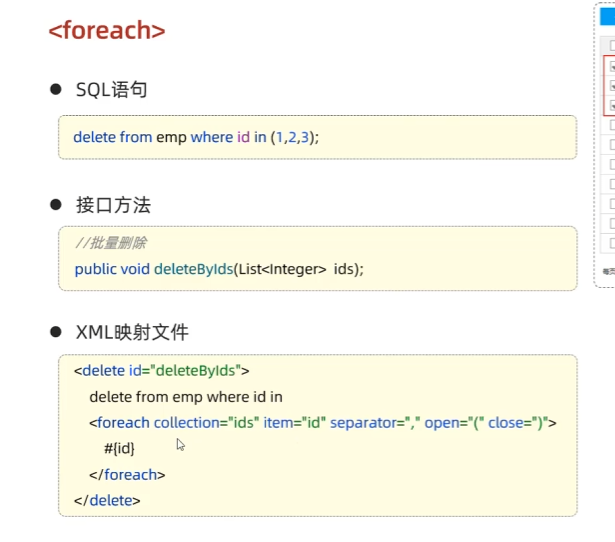 <foreach>
● SQL语句
delete from emp where id in (1,2,3);
● 接口方法
//批量删除
public void deleteByIds(List<Integer> ids);
● XML映射文件
<delete id="deleteByIds">
delete from emp where id in
<foreach collection="ids" item="id" separator="," open="(" close=")">
#{id}
</foreach>
</delete>